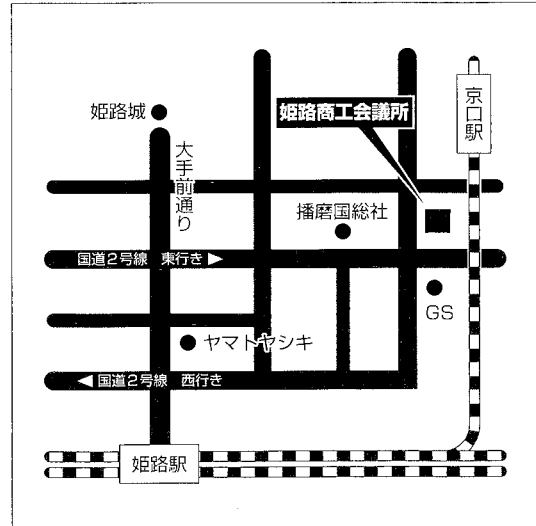 姫路城
大手前通り
姫路商工会議所
京口駅
播磨国総社
国道2号線 東行き ▶
GS
ヤマトヤシキ
◀ 国道2号線 西行き
姫路駅